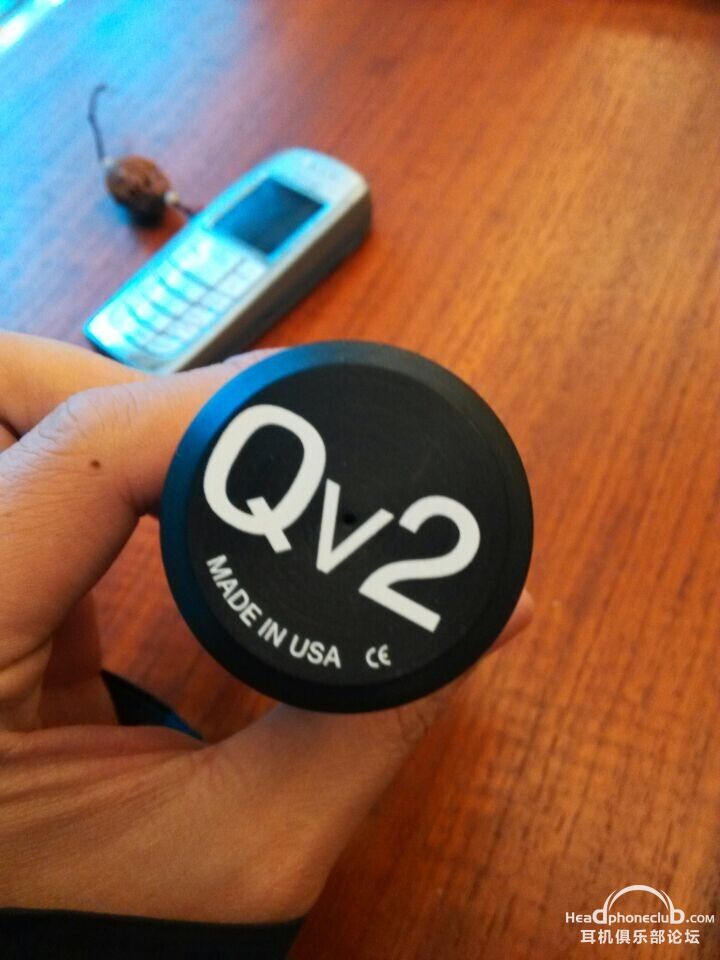 Qv2
MADE IN USA CE
HeadphoneclUb.com
耳机俱乐部论坛